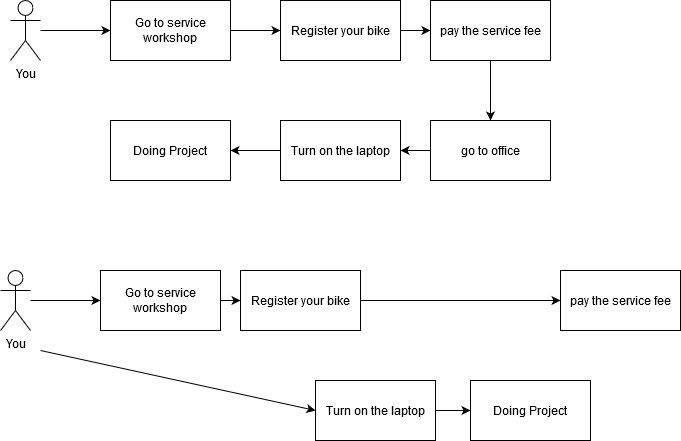 Go to service
workshop
Register your bike
pay the service fee
You
Doing Project
Turn on the laptop
go to office
Go to service
workshop
Register your bike
pay the service fee
You
Turn on the laptop
Doing Project